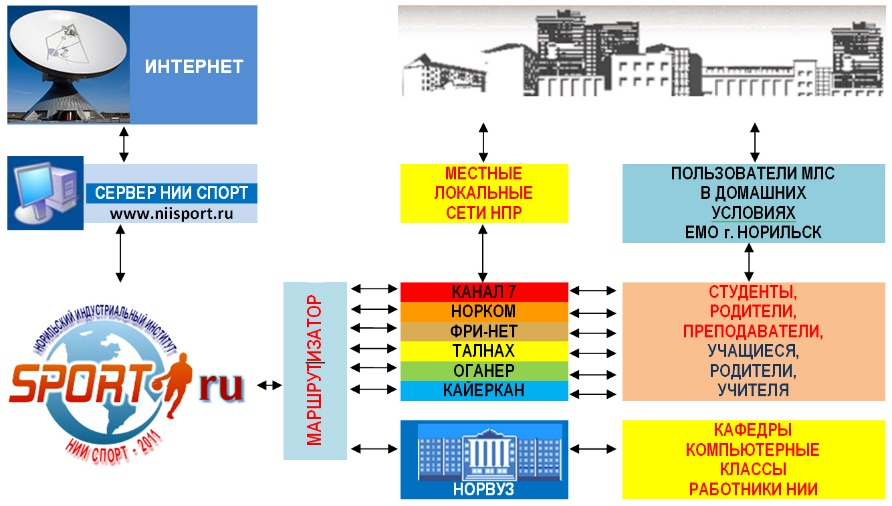 ИНТЕРНЕТ
СЕРВЕР НИИ СПОРТ
www.niisport.ru
МЕСТНЫЕ
ЛОКАЛЬНЫЕ
СЕТИ НПР
ПОЛЬЗОВАТЕЛИ МЛС
В ДОМАШНИХ
УСЛОВИЯХ
ЕМО г. НОРИЛЬСК
НОРИЛЬСКИЙ ИНДУСТРИАЛЬНЫЙ ИНСТИТУТ
SPORT ru
НИИ СПОРТ - 2011
МАРШРУТИЗАТОР
КАНАЛ 7
НОРКОМ
ФРИ-НЕТ
ТАЛНАХ
ОГАНЕР
КАЙЕРКАН
СТУДЕНТЫ,
РОДИТЕЛИ,
ПРЕПОДАВАТЕЛИ,
УЧАЩИЕСЯ,
РОДИТЕЛИ,
УЧИТЕЛЯ
НОРВУЗ
КАФЕДРЫ
КОМПЬЮТЕРНЫЕ
КЛАССЫ
РАБОТНИКИ НИИ